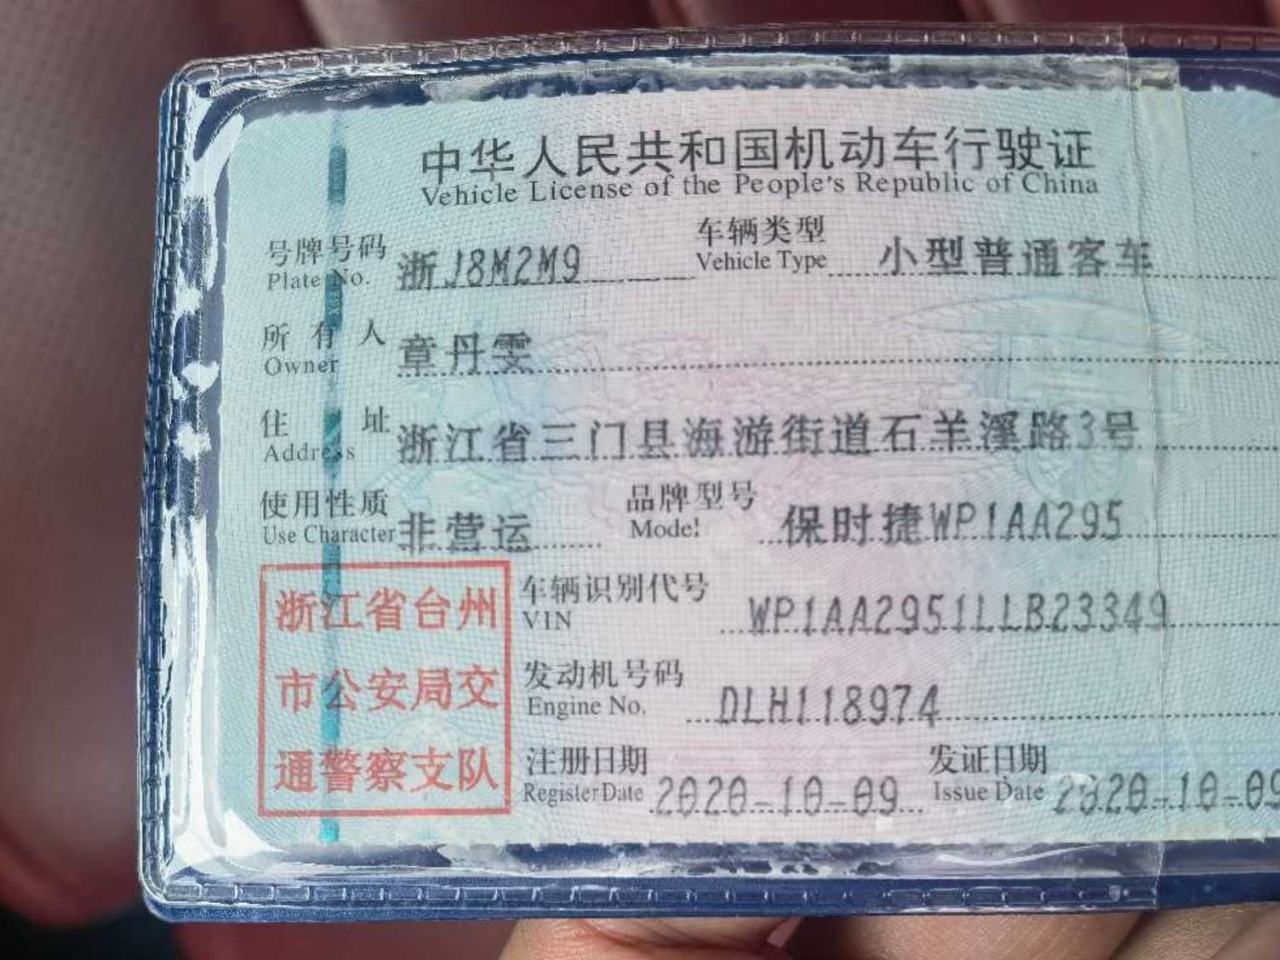 中华人民共和国机动车行驶证
Vehicle License of the People's Republic of China
号牌号码 浙J8M2M9 车辆类型 小型普通客车
Plate No. Vehicle Type
所有人 章丹雯
Owner
住址 浙江省三门县海游街道石羊溪路3号
Address
使用性质 非营运 品牌型号 保时捷WP1AA295
Use Character Model
浙江省台州
市公安局交
通警察支队
车辆识别代号 WP1AA2951LLB23349
VIN
发动机号码 DLH118974
Engine No.
注册日期 2020-10-09 发证日期 2020-10-09
Register Date Issue Date